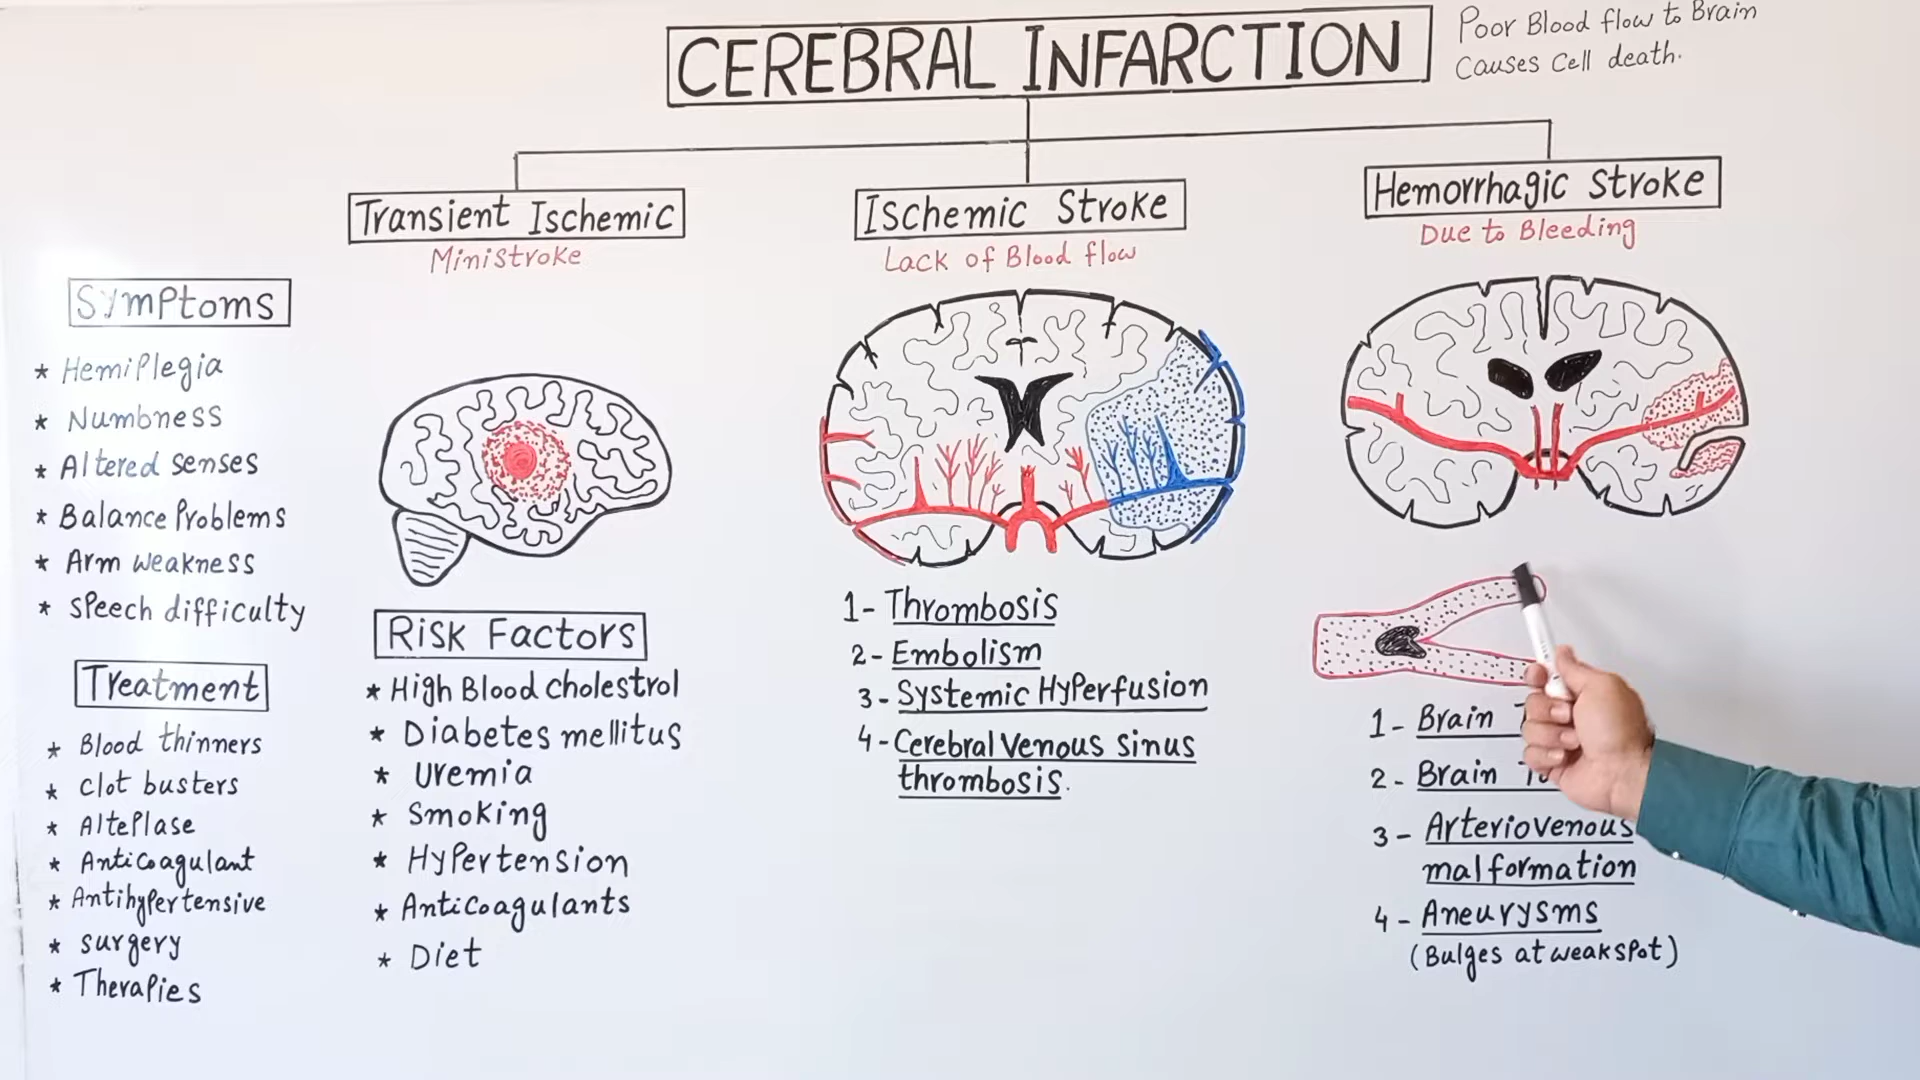 CEREBRAL INFARCTION
Poor Blood flow to Brain
Causes Cell death.
Transient Ischemic
Ministroke
Ischemic Stroke
Lack of Blood flow
Hemorrhagic Stroke
Due to Bleeding
Symptoms
* Hemiplegia
* Numbness
* Altered senses
* Balance Problems
* Arm weakness
* Speech difficulty
Treatment
* Blood thinners
* Clot busters
* Alteplase
* Anticoagulant
* Antihypertensive
* surgery
* Therapies
Risk Factors
* High Blood cholestrol
* Diabetes mellitus
* Uremia
* Smoking
* Hypertension
* Anticoagulants
* Diet
1- Thrombosis
2- Embolism
3- Systemic Hyperfusion
4- Cerebral Venous sinus
thrombosis.
1- Brain
2- Brain
3- Arteriovenous
malformation
4- Aneurysms
(Bulges at weak spot)